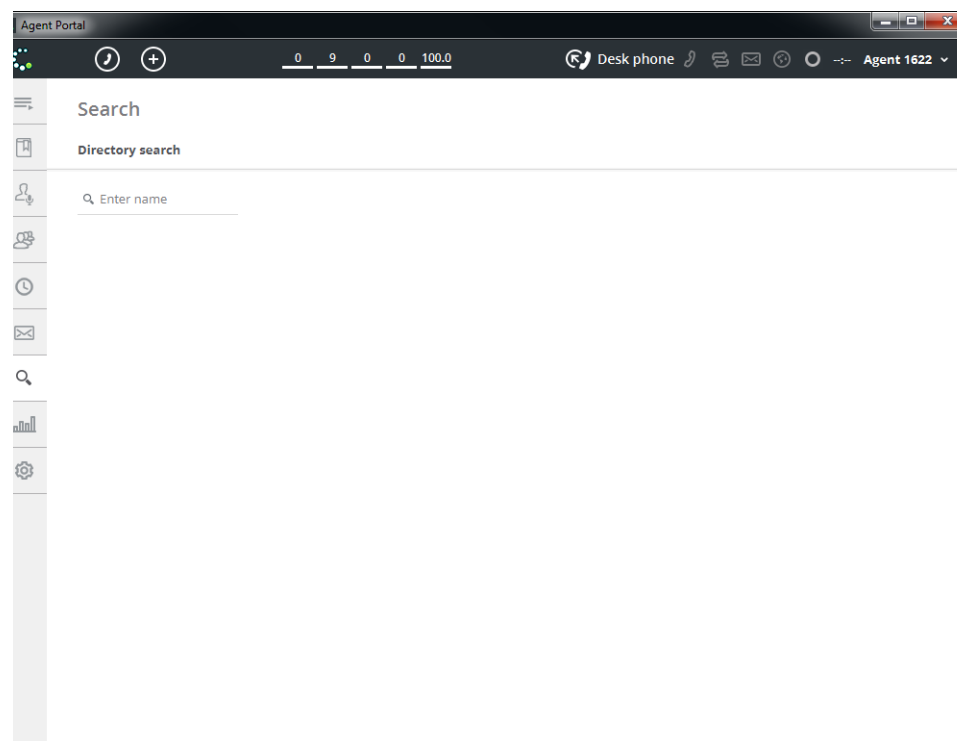 Agent Portal
0 9 0 0 100.0 Desk phone --:-- Agent 1622
Search
Directory search
Enter name